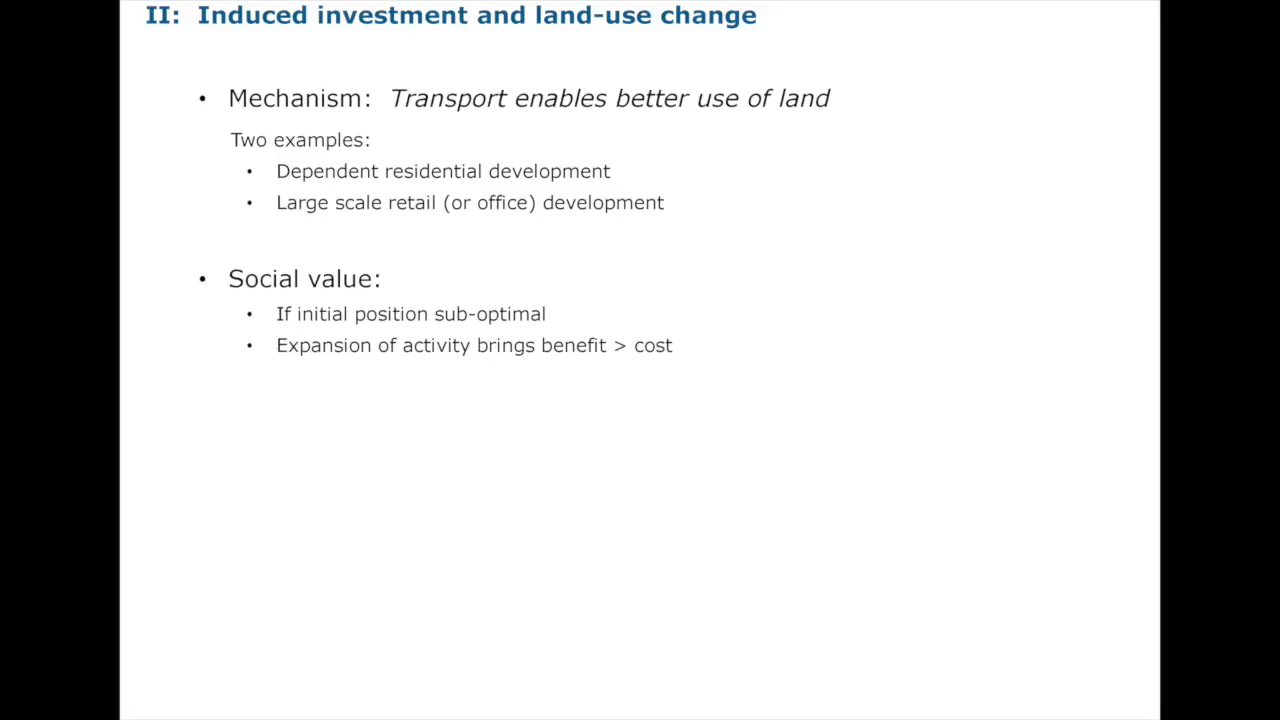 II: Induced investment and land-use change
• Mechanism: Transport enables better use of land
Two examples:
• Dependent residential development
• Large scale retail (or office) development
• Social value:
• If initial position sub-optimal
• Expansion of activity brings benefit > cost